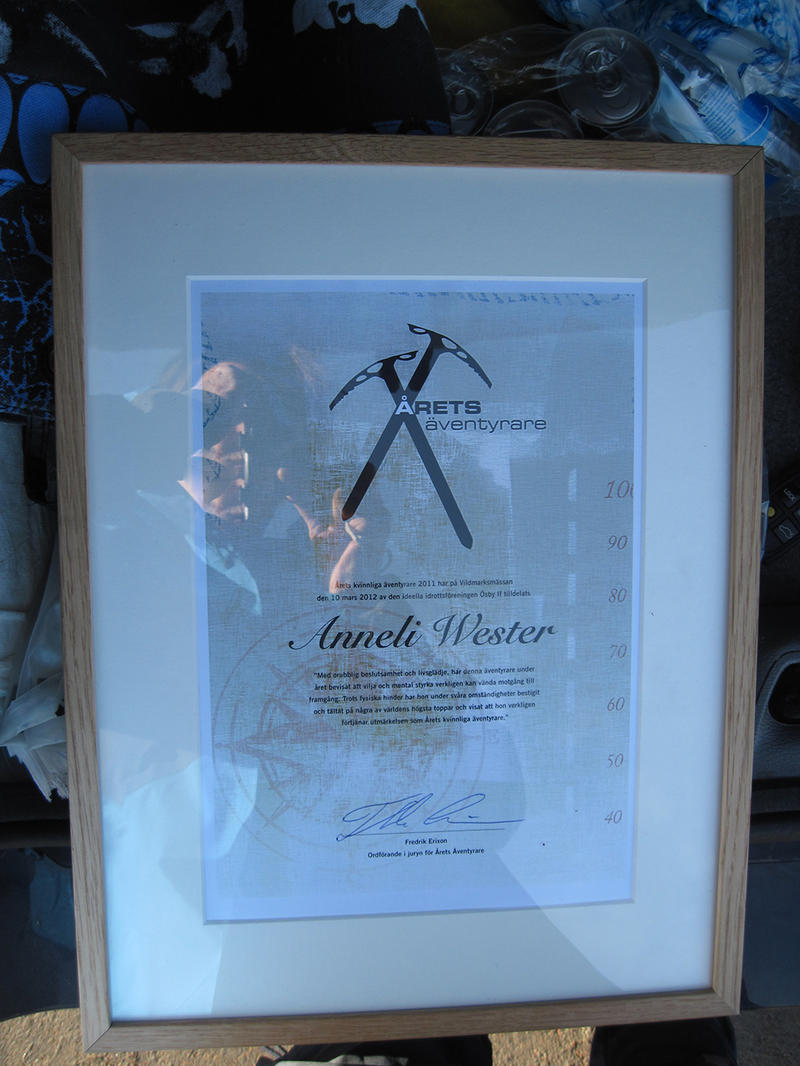 ÅRETS
äventyrare
100
90
80
70
60
50
40
Årets kvinnliga äventyrare 2011 har på Vildmarksmässan
den 10 mars 2012 av den ideella idrottsföreningen Ösby If tilldelats
Anneli Wester
"Med orubblig beslutsamhet och livsglädje, har denna äventyrare under
året bevisat att vilja och mental styrka verkligen kan vända motgång till
framgång. Trots fysiska hinder har hon under svåra omständigheter bestigit
och tältat på några av världens högsta toppar och visat att hon verkligen
förtjänar utmärkelsen som Årets kvinnliga äventyrare."
Fredrik Erixon
Ordförande i juryn för Årets Äventyrare